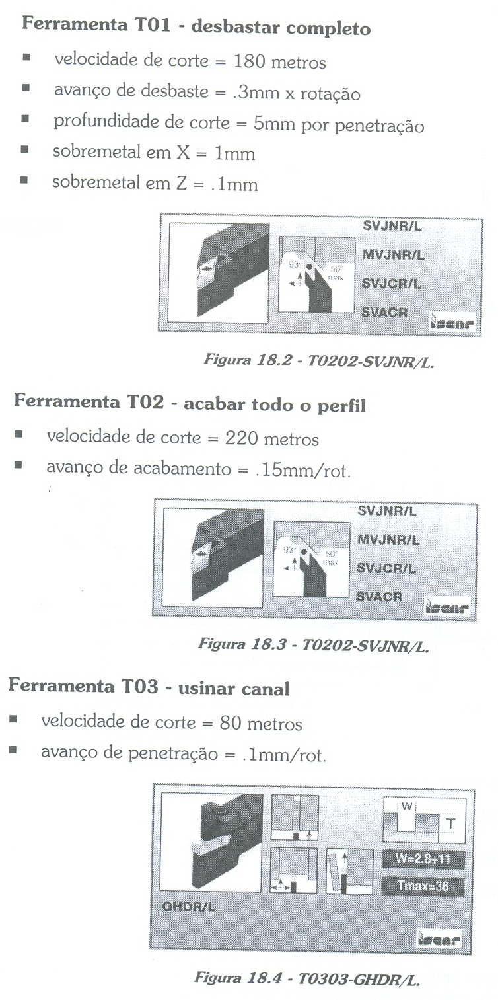 Ferramenta T01 - desbastar completo
▪ velocidade de corte = 180 metros
▪ avanço de desbaste = .3mm x rotação
▪ profundidade de corte = 5mm por penetração
▪ sobremetal em X = 1mm
▪ sobremetal em Z = .1mm
SVJNR/L
MVJNR/L
SVJCR/L
SVACR
93°
50°
max
iscar
Figura 18.2 - T0202-SVJNR/L.
Ferramenta T02 - acabar todo o perfil
▪ velocidade de corte = 220 metros
▪ avanço de acabamento = .15mm/rot.
SVJNR/L
MVJNR/L
SVJCR/L
SVACR
93°
50°
max
iscar
Figura 18.3 - T0202-SVJNR/L.
Ferramenta T03 - usinar canal
▪ velocidade de corte = 80 metros
▪ avanço de penetração = .1mm/rot.
W
T
W=2.8÷11
Tmax=36
GHDR/L
iscar
Figura 18.4 - T0303-GHDR/L.